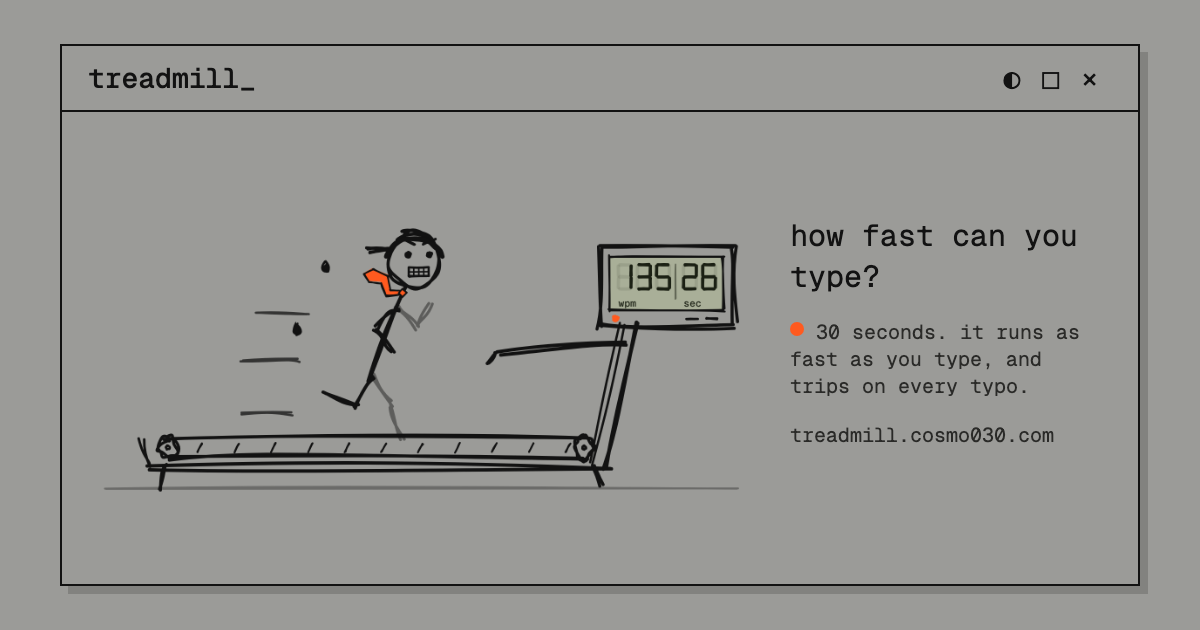 treadmill_
how fast can you
type?
135 26
wpm sec
30 seconds. it runs as
fast as you type, and
trips on every typo.
treadmill.cosmo030.com